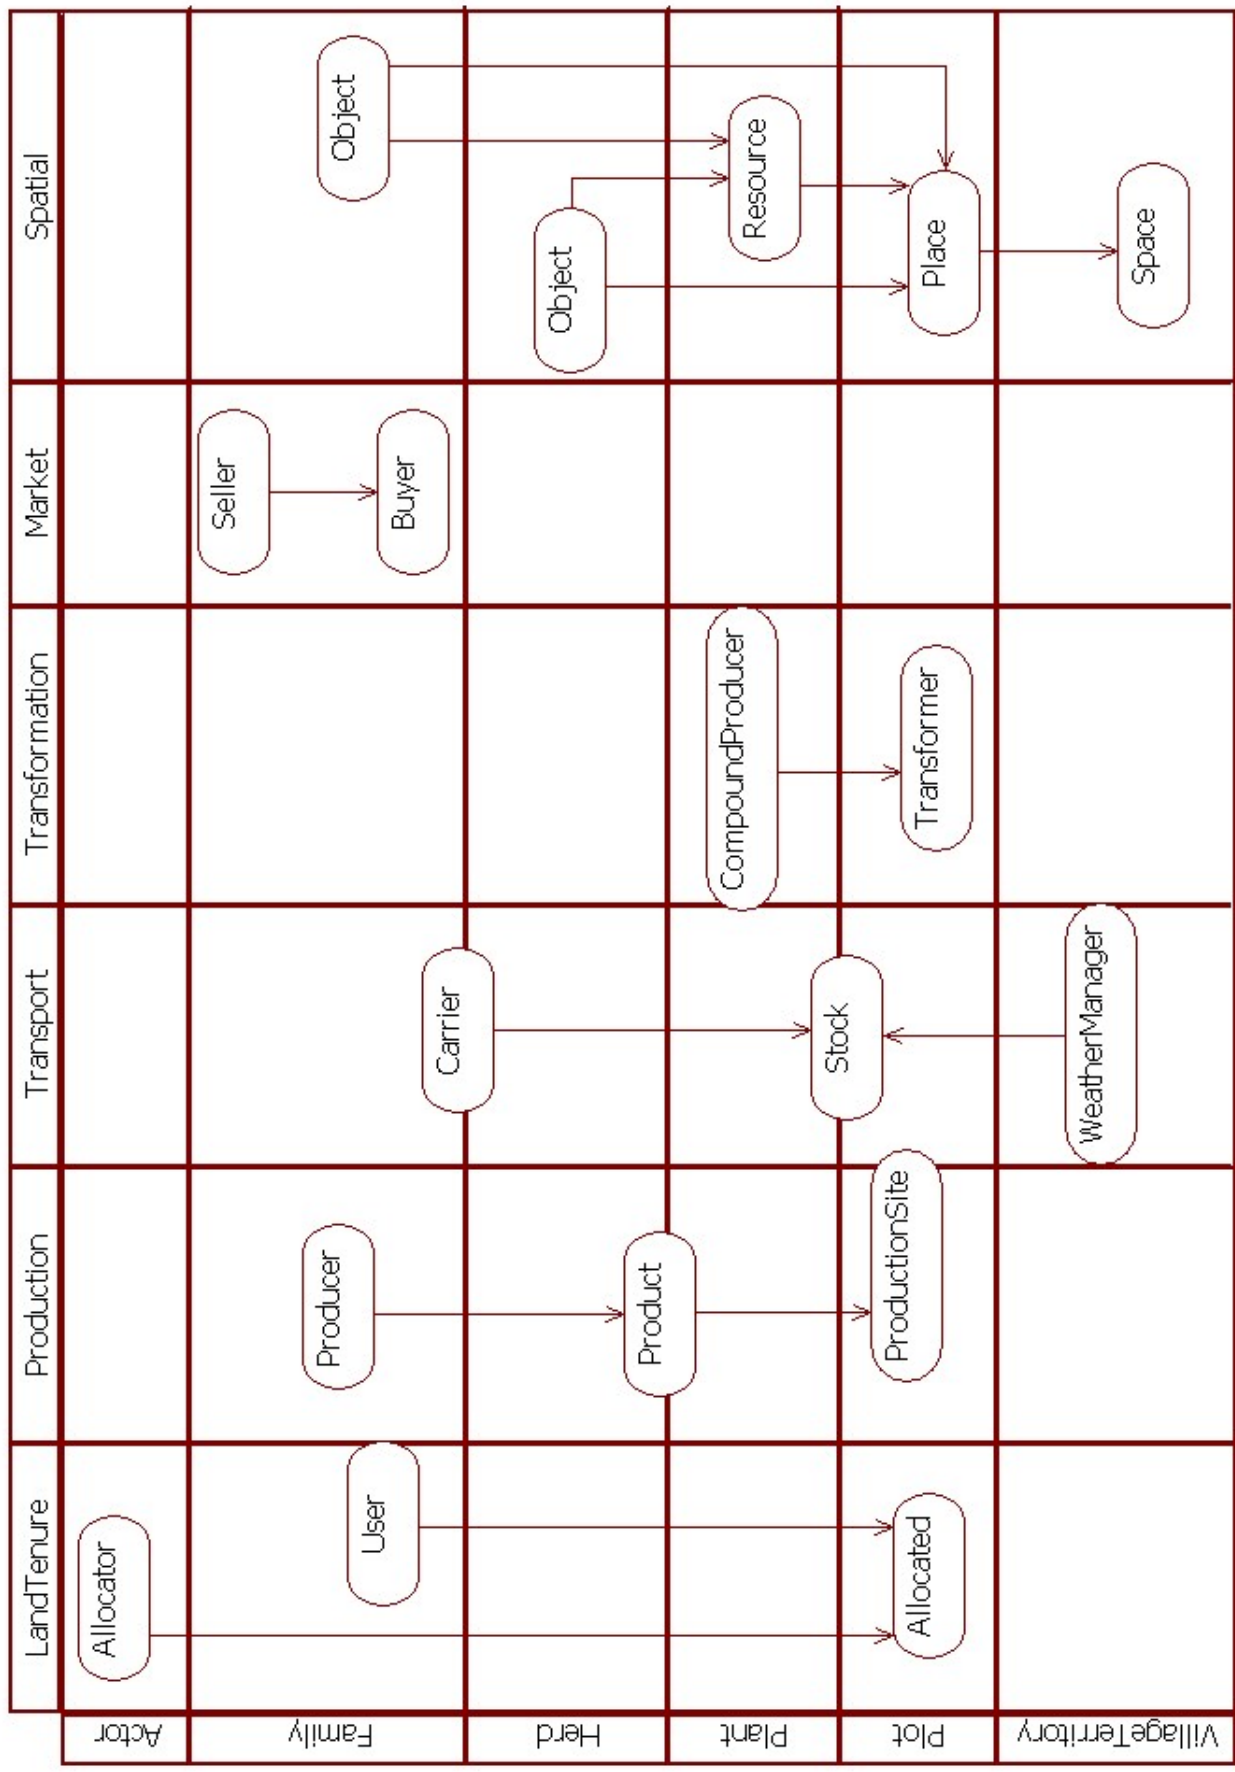 LandTenure
Production
Transport
Transformation
Market
Spatial
Actor
Allocator
Family
User
Producer
Carrier
Seller
Buyer
Object
Herd
Product
Object
Plant
Stock
CompoundProducer
Resource
Plot
Allocated
ProductionSite
Transformer
Place
VillageTerritory
WeatherManager
Space